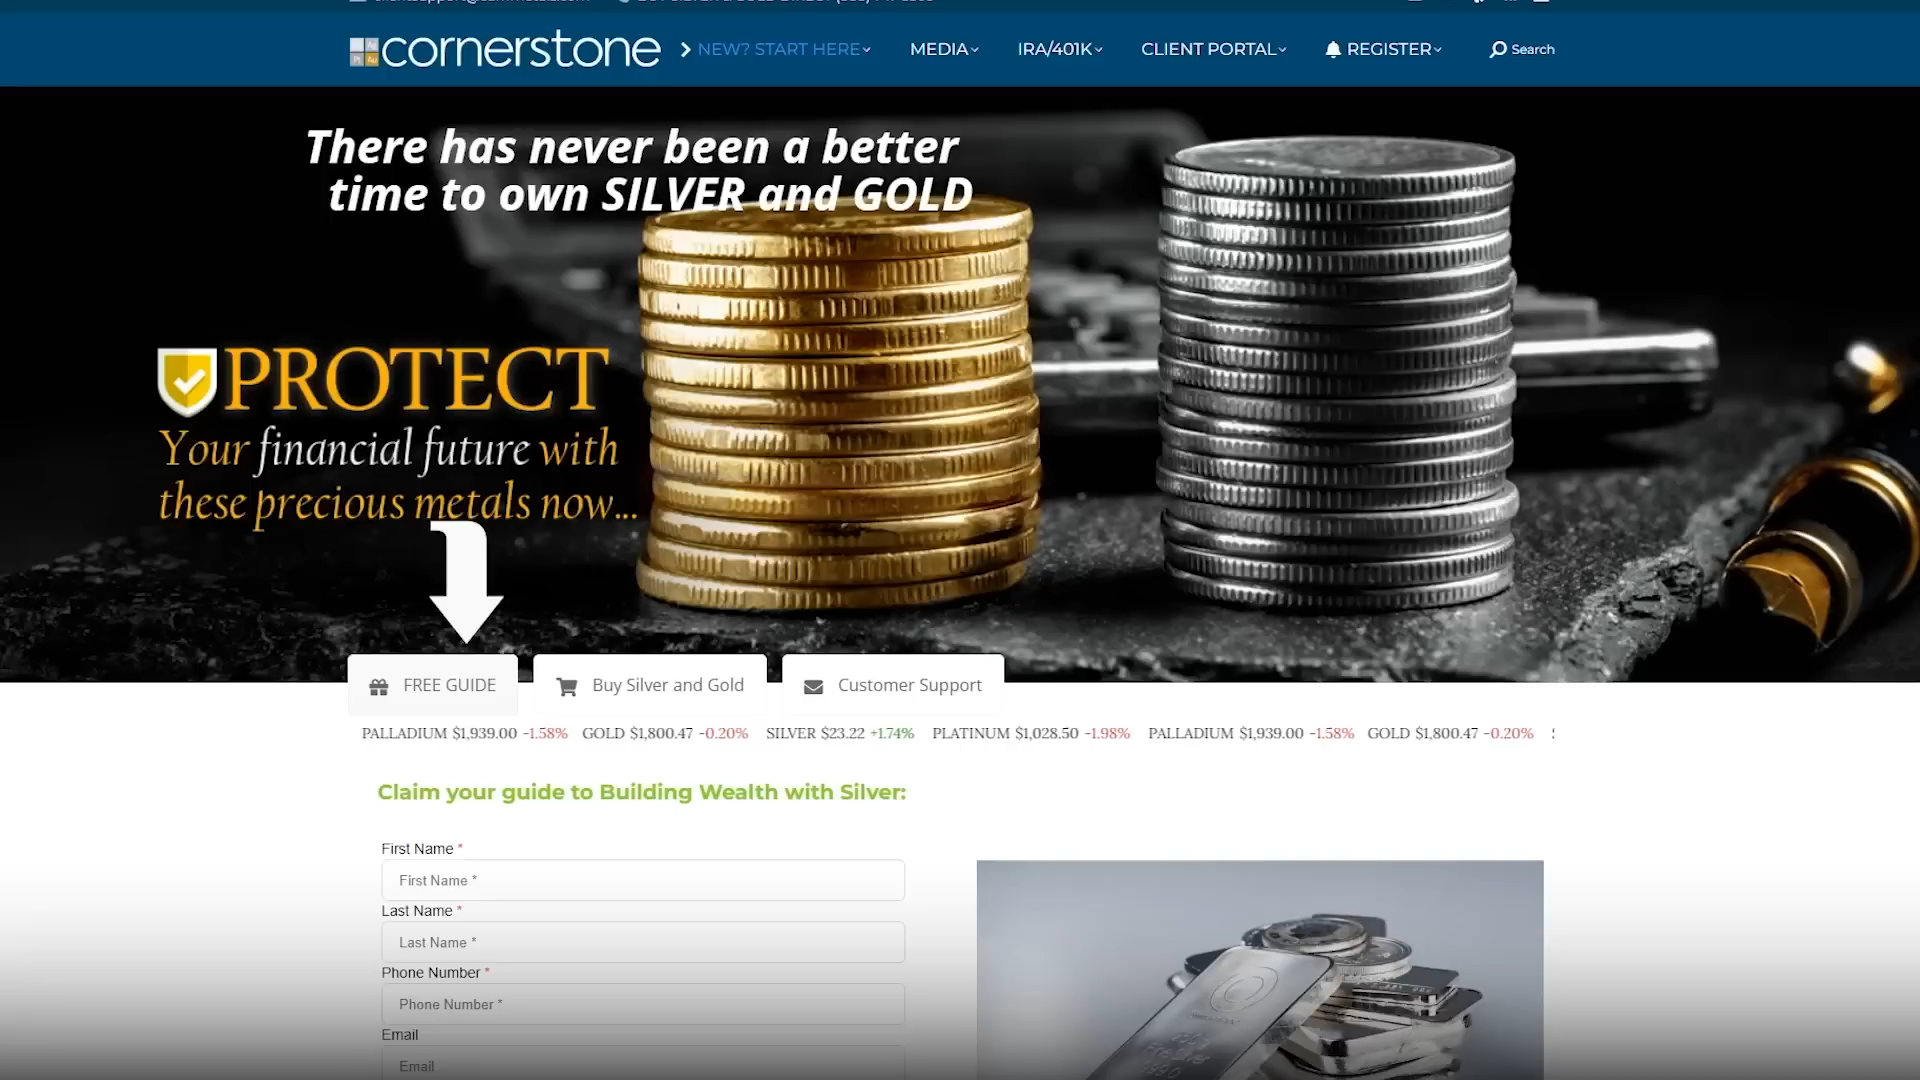 cornerstone
NEW? START HERE
MEDIA
IRA/401K
CLIENT PORTAL
REGISTER
Search
There has never been a better
time to own SILVER and GOLD
PROTECT
Your financial future with
these precious metals now...
FREE GUIDE
Buy Silver and Gold
Customer Support
PALLADIUM $1,939.00 -1.58% GOLD $1,800.47 -0.20% SILVER $23.22 +1.74% PLATINUM $1,028.50 -1.98% PALLADIUM $1,939.00 -1.58% GOLD $1,800.47 -0.20%
Claim your guide to Building Wealth with Silver:
First Name *
First Name *
Last Name *
Last Name *
Phone Number *
Phone Number *
Email
Email